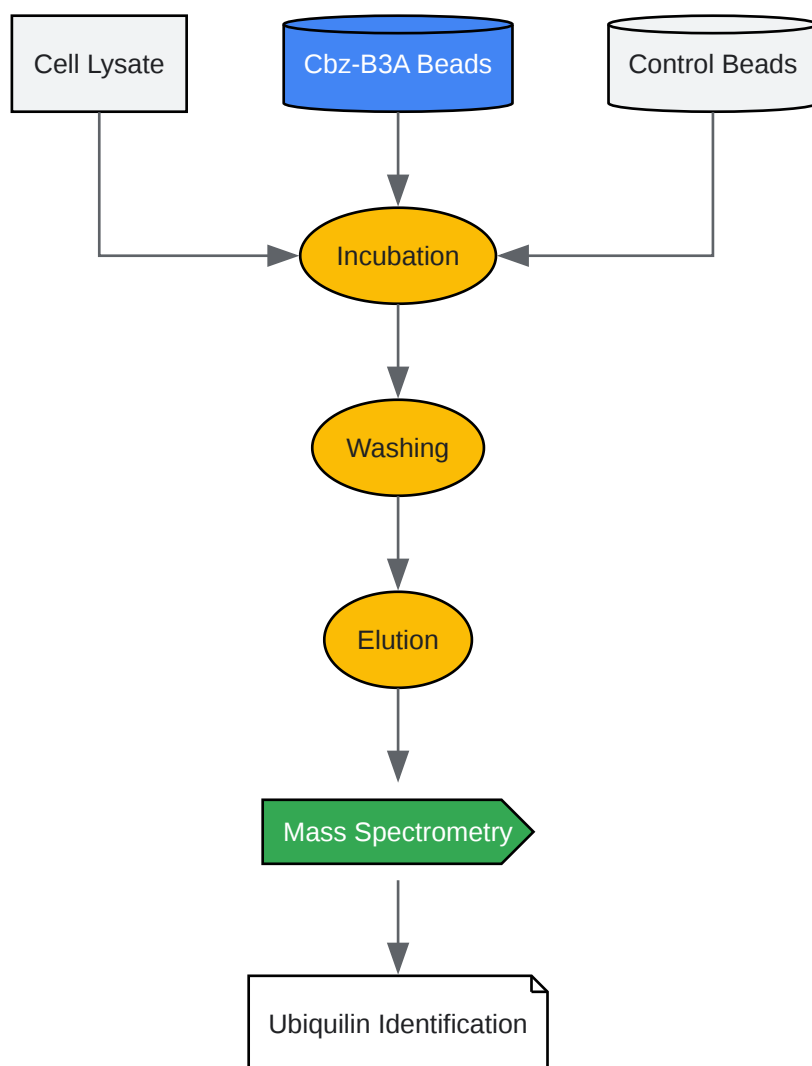 Cell Lysate
Cbz-B3A Beads
Control Beads
Incubation
Washing
Elution
Mass Spectrometry
Ubiquilin Identification